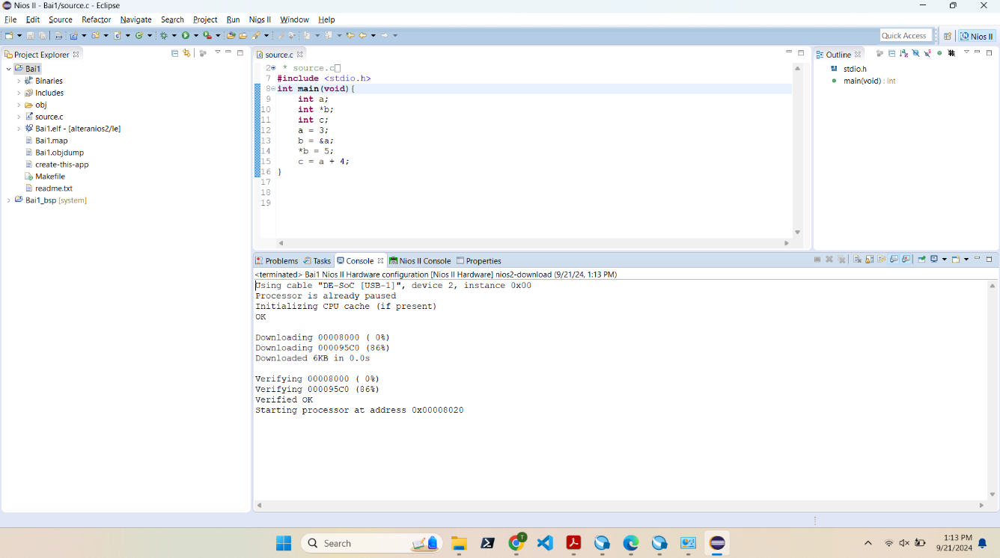 Nios II - Bai1/source.c - Eclipse
File Edit Source Refactor Navigate Search Project Run Nios II Window Help
Quick Access
Nios II
Project Explorer
Bai1
Binaries
Includes
obj
source.c
Bai1.elf - [alteranios2/le]
Bai1.map
Bai1.objdump
create-this-app
Makefile
readme.txt
Bai1_bsp [system]
source.c
2 * source.c
7 #include <stdio.h>
8 int main(void){
9 int a;
10 int *b;
11 int c;
12 a = 3;
13 b = &a;
14 *b = 5;
15 c = a + 4;
16 }
17
18
19
Outline
stdio.h
main(void) : int
Problems Tasks Console Nios II Console Properties
<terminated> Bai1 Nios II Hardware configuration [Nios II Hardware] nios2-download (9/21/24, 1:13 PM)
Using cable "DE-SoC [USB-1]", device 2, instance 0x00
Processor is already paused
Initializing CPU cache (if present)
OK
Downloading 00008000 ( 0%)
Downloading 000095C0 (86%)
Downloaded 6KB in 0.0s
Verifying 00008000 ( 0%)
Verifying 000095C0 (86%)
Verified OK
Starting processor at address 0x00008020
Search
1:13 PM
9/21/2024